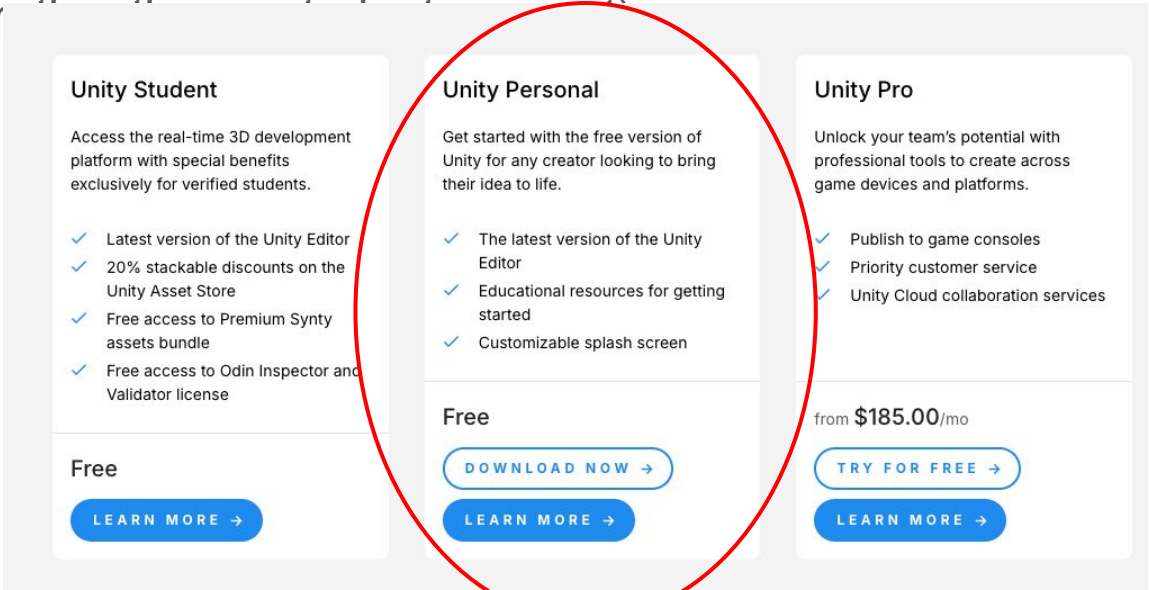 Unity Student
Access the real-time 3D development
platform with special benefits
exclusively for verified students.
Latest version of the Unity Editor
20% stackable discounts on the
Unity Asset Store
Free access to Premium Synty
assets bundle
Free access to Odin Inspector and
Validator license
Free
LEARN MORE →
Unity Personal
Get started with the free version of
Unity for any creator looking to bring
their idea to life.
The latest version of the Unity
Editor
Educational resources for getting
started
Customizable splash screen
Free
DOWNLOAD NOW →
LEARN MORE →
Unity Pro
Unlock your team’s potential with
professional tools to create across
game devices and platforms.
Publish to game consoles
Priority customer service
Unity Cloud collaboration services
from $185.00/mo
TRY FOR FREE →
LEARN MORE →